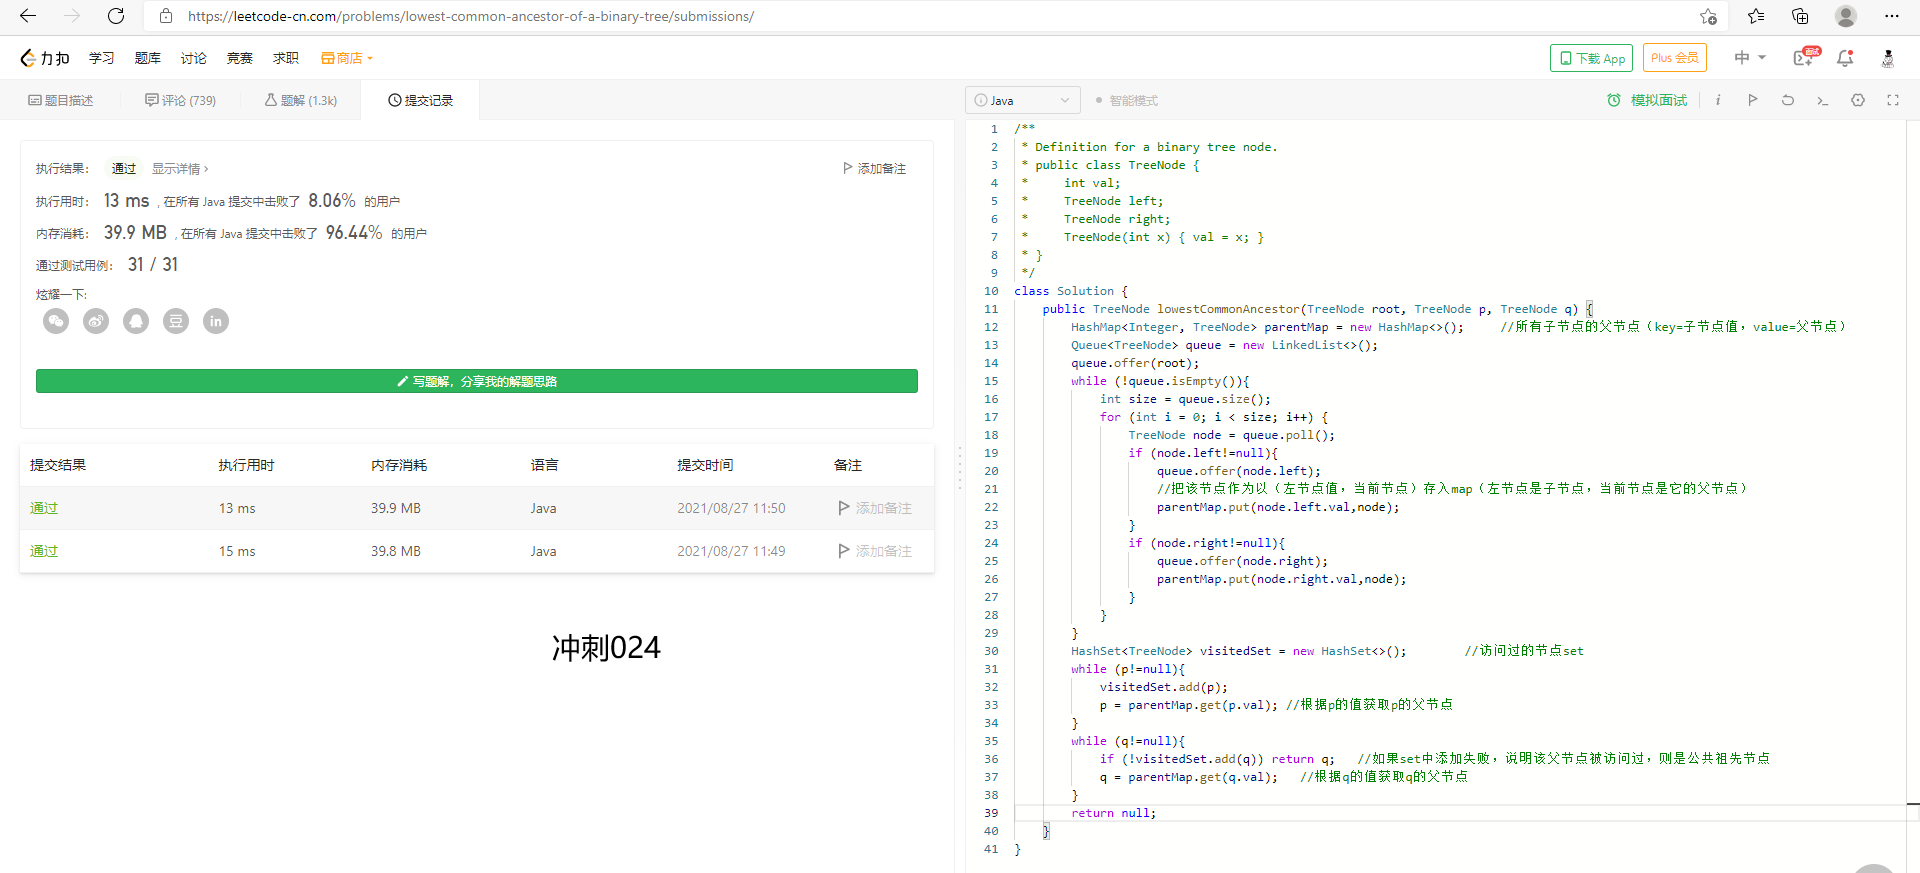 https://leetcode-cn.com/problems/lowest-common-ancestor-of-a-binary-tree/submissions/
力扣 学习 题库 讨论 竞赛 求职 商店 下载 App Plus 会员 中 面试
题目描述 评论 (739) 题解 (1.3k) 提交记录
Java 智能模式 模拟面试
执行结果： 通过 显示详情 › 添加备注
执行用时： 13 ms , 在所有 Java 提交中击败了 8.06% 的用户
内存消耗： 39.9 MB , 在所有 Java 提交中击败了 96.44% 的用户
通过测试用例： 31 / 31
炫耀一下:
豆 in
写题解，分享我的解题思路
提交结果 执行用时 内存消耗 语言 提交时间 备注
通过 13 ms 39.9 MB Java 2021/08/27 11:50 添加备注
通过 15 ms 39.8 MB Java 2021/08/27 11:49 添加备注
冲刺024
1 /**
2  * Definition for a binary tree node.
3  * public class TreeNode {
4  *     int val;
5  *     TreeNode left;
6  *     TreeNode right;
7  *     TreeNode(int x) { val = x; }
8  * }
9  */
10 class Solution {
11     public TreeNode lowestCommonAncestor(TreeNode root, TreeNode p, TreeNode q) {
12         HashMap<Integer, TreeNode> parentMap = new HashMap<>();     //所有子节点的父节点（key=子节点值，value=父节点）
13         Queue<TreeNode> queue = new LinkedList<>();
14         queue.offer(root);
15         while (!queue.isEmpty()){
16             int size = queue.size();
17             for (int i = 0; i < size; i++) {
18                 TreeNode node = queue.poll();
19                 if (node.left!=null){
20                     queue.offer(node.left);
21                     //把该节点作为以（左节点值，当前节点）存入map（左节点是子节点，当前节点是它的父节点）
22                     parentMap.put(node.left.val,node);
23                 }
24                 if (node.right!=null){
25                     queue.offer(node.right);
26                     parentMap.put(node.right.val,node);
27                 }
28             }
29         }
30         HashSet<TreeNode> visitedSet = new HashSet<>();        //访问过的节点set
31         while (p!=null){
32             visitedSet.add(p);
33             p = parentMap.get(p.val); //根据p的值获取p的父节点
34         }
35         while (q!=null){
36             if (!visitedSet.add(q)) return q;   //如果set中添加失败，说明该父节点被访问过，则是公共祖先节点
37             q = parentMap.get(q.val);   //根据q的值获取q的父节点
38         }
39         return null;
40     }
41 }